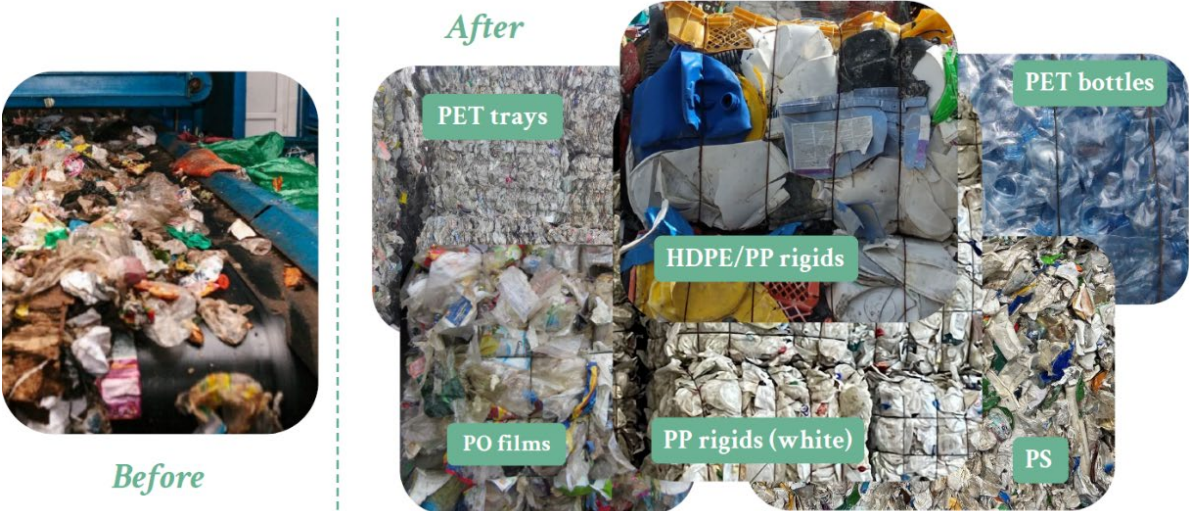 After
PET trays
PET bottles
HDPE/PP rigids
PO films
PP rigids (white)
PS
Before